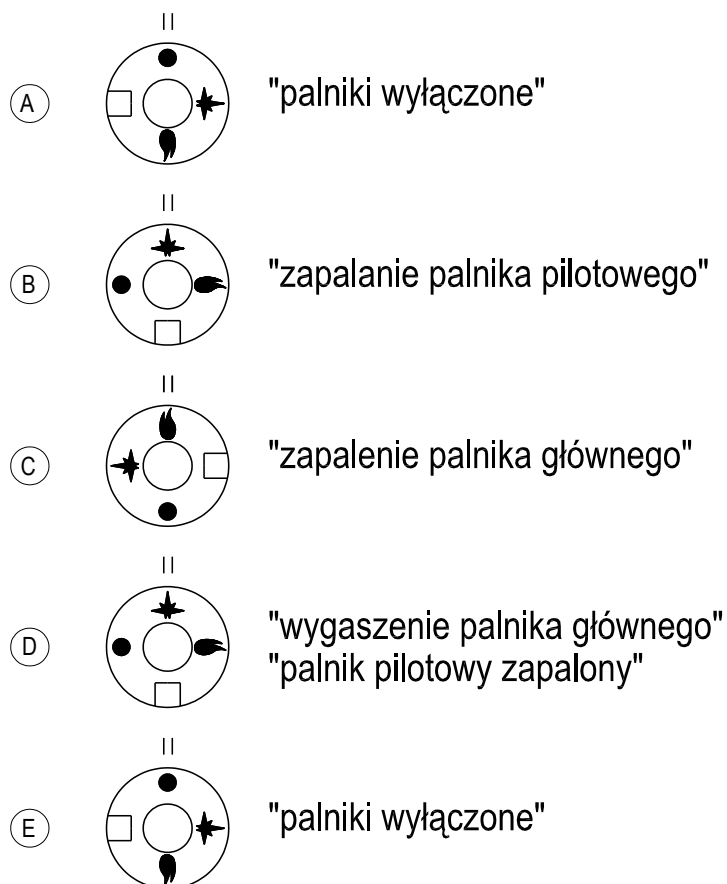 A "palniki wyłączone"
B "zapalanie palnika pilotowego"
C "zapalenie palnika głównego"
D "wygaszenie palnika głównego"
"palnik pilotowy zapalony"
E "palniki wyłączone"